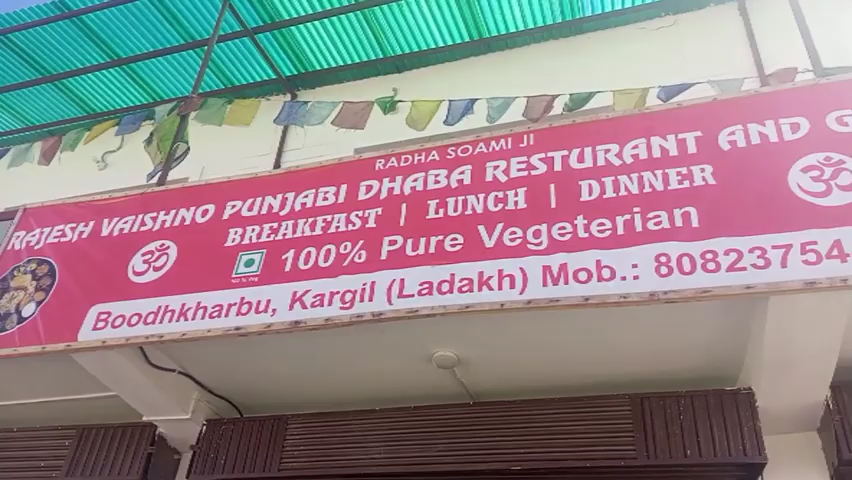 RADHA SOAMI JI
RAJESH VAISHNO PUNJABI DHABA RESTURANT AND G
BREAKFAST | LUNCH | DINNER
ॐ
ॐ
100% Pure Vegeterian
Boodhkharbu, Kargil (Ladakh) Mob.: 80823754